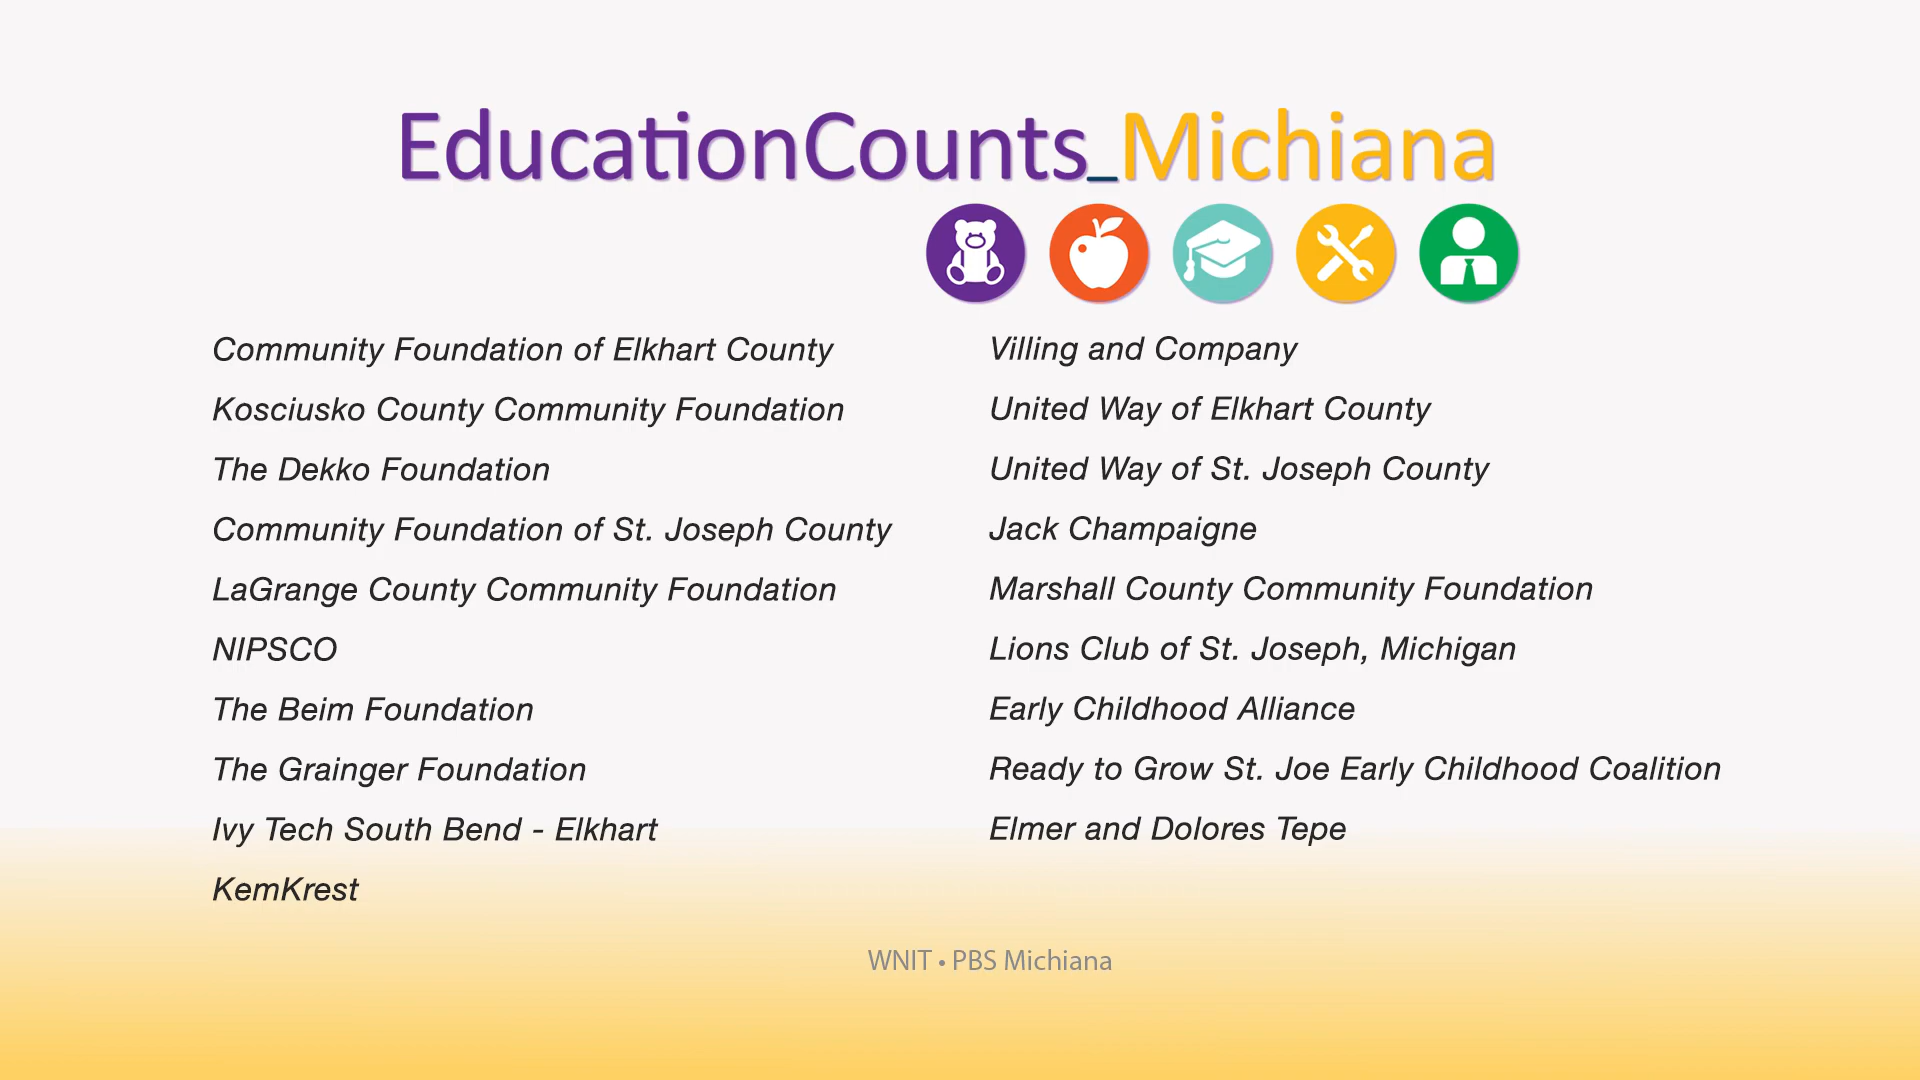 EducationCounts_Michiana
Community Foundation of Elkhart County
Kosciusko County Community Foundation
The Dekko Foundation
Community Foundation of St. Joseph County
LaGrange County Community Foundation
NIPSCO
The Beim Foundation
The Grainger Foundation
Ivy Tech South Bend - Elkhart
KemKrest
Villing and Company
United Way of Elkhart County
United Way of St. Joseph County
Jack Champaigne
Marshall County Community Foundation
Lions Club of St. Joseph, Michigan
Early Childhood Alliance
Ready to Grow St. Joe Early Childhood Coalition
Elmer and Dolores Tepe
WNIT • PBS Michiana